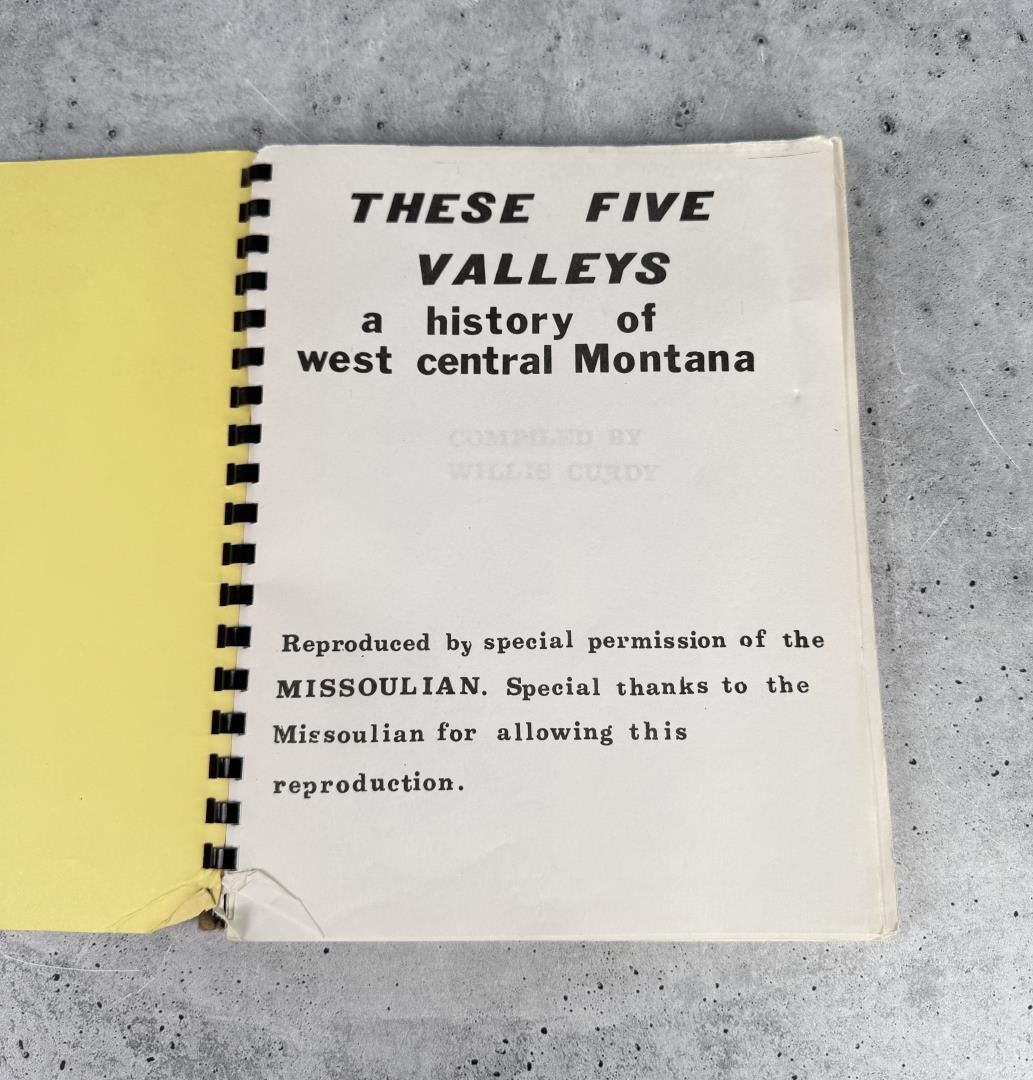 THESE FIVE
VALLEYS
a history of
west central Montana
COMPILED BY
WILLIS CURDY
Reproduced by special permission of the
MISSOULIAN. Special thanks to the
Missoulian for allowing this
reproduction.